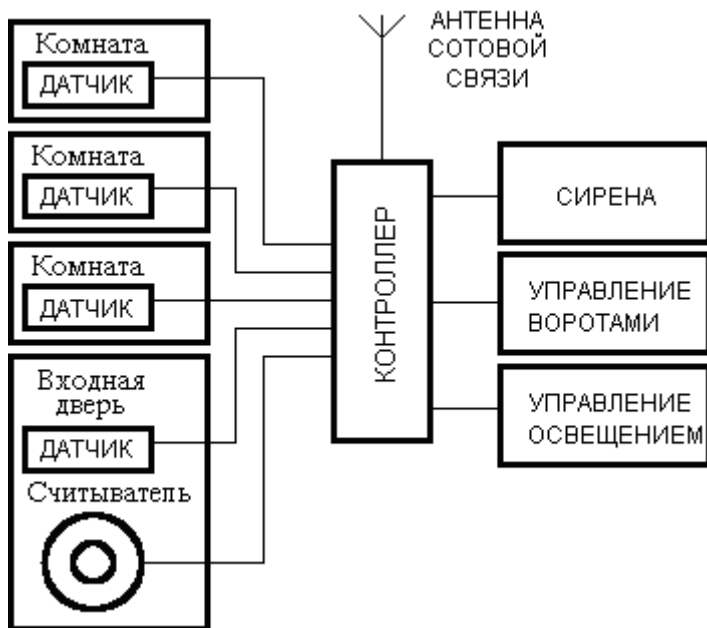 Комната
ДАТЧИК
Комната
ДАТЧИК
Комната
ДАТЧИК
Входная
дверь
ДАТЧИК
Считыватель
АНТЕННА
СОТОВОЙ
СВЯЗИ
КОНТРОЛЛЕР
СИРЕНА
УПРАВЛЕНИЕ
ВОРОТАМИ
УПРАВЛЕНИЕ
ОСВЕЩЕНИЕМ